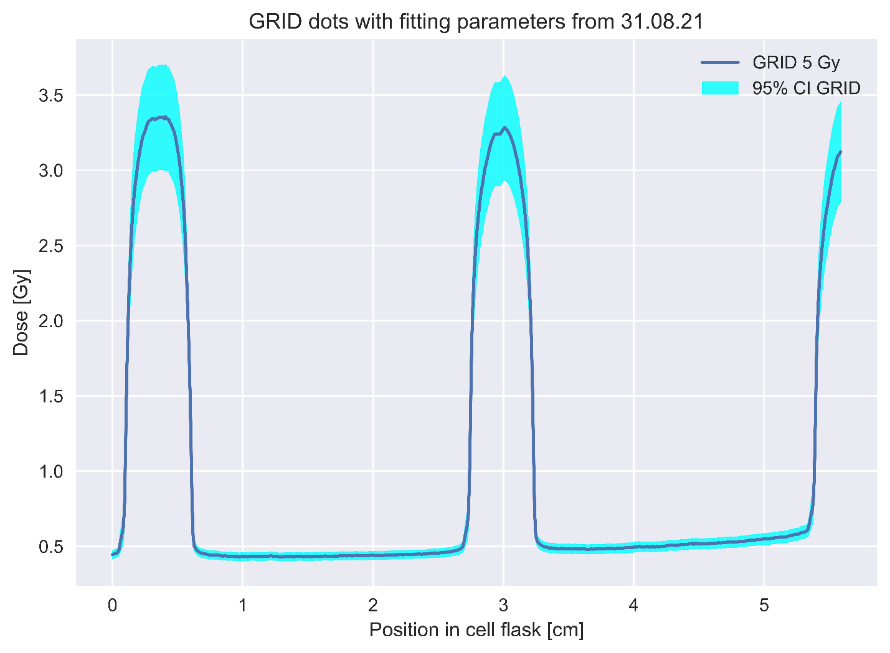 GRID dots with fitting parameters from 31.08.21
GRID 5 Gy
95% CI GRID
Dose [Gy]
3.5
3.0
2.5
2.0
1.5
1.0
0.5
0 1 2 3 4 5
Position in cell flask [cm]